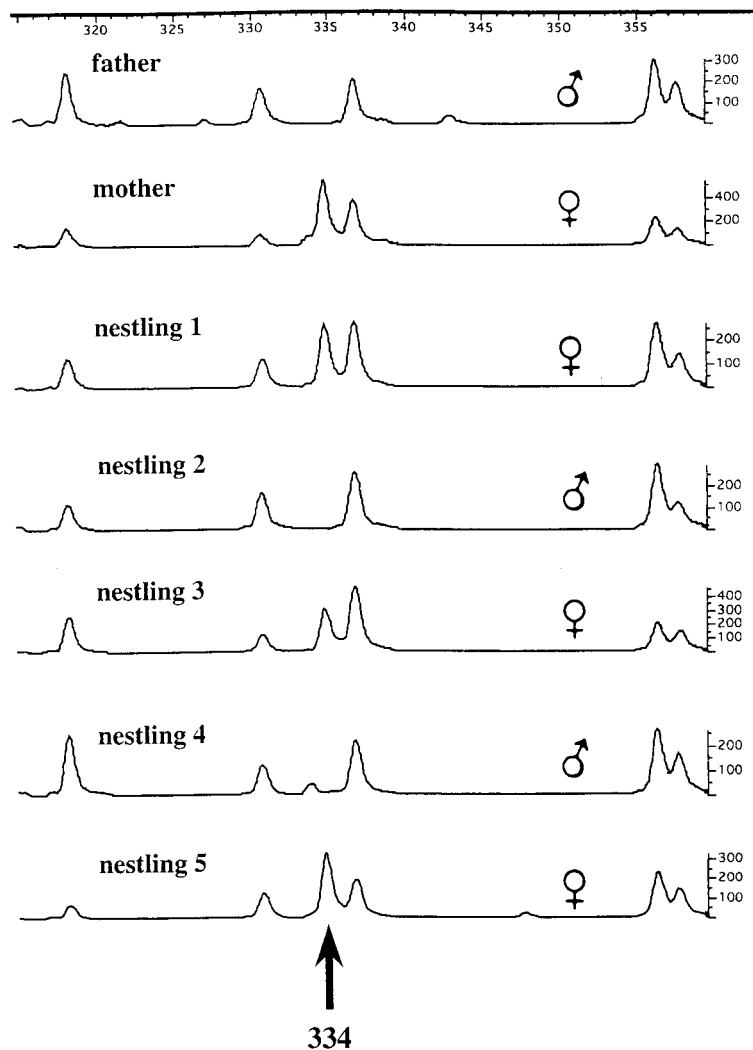 320 325 330 335 340 345 350 355
father ♂ 300 200 100
mother ♀ 400 200
nestling 1 ♀ 200 100
nestling 2 ♂ 200 100
nestling 3 ♀ 400 300 200 100
nestling 4 ♂ 200 100
nestling 5 ♀ 300 200 100
334